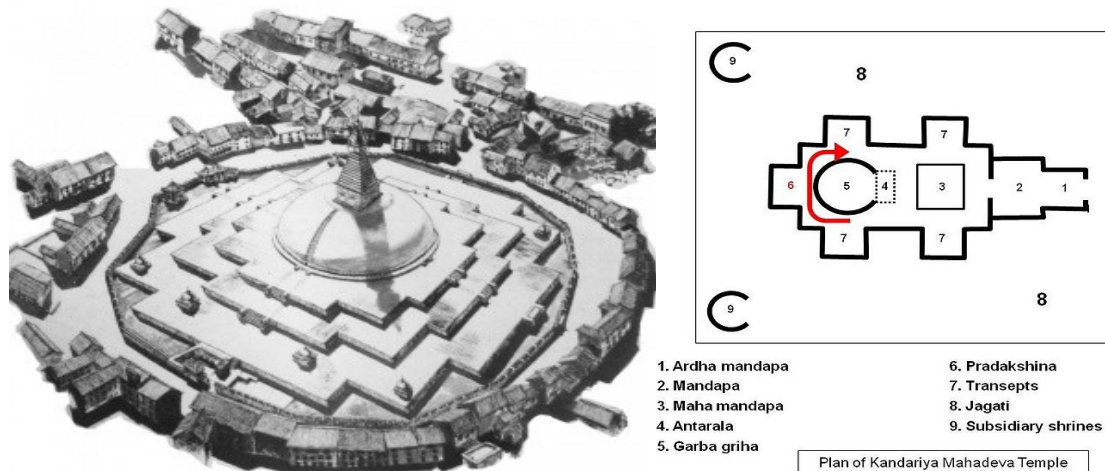 9
8
7
7
6
5
4
3
2
1
7
7
9
8
1. Ardha mandapa
2. Mandapa
3. Maha mandapa
4. Antarala
5. Garba griha
6. Pradakshina
7. Transepts
8. Jagati
9. Subsidiary shrines
Plan of Kandariya Mahadeva Temple